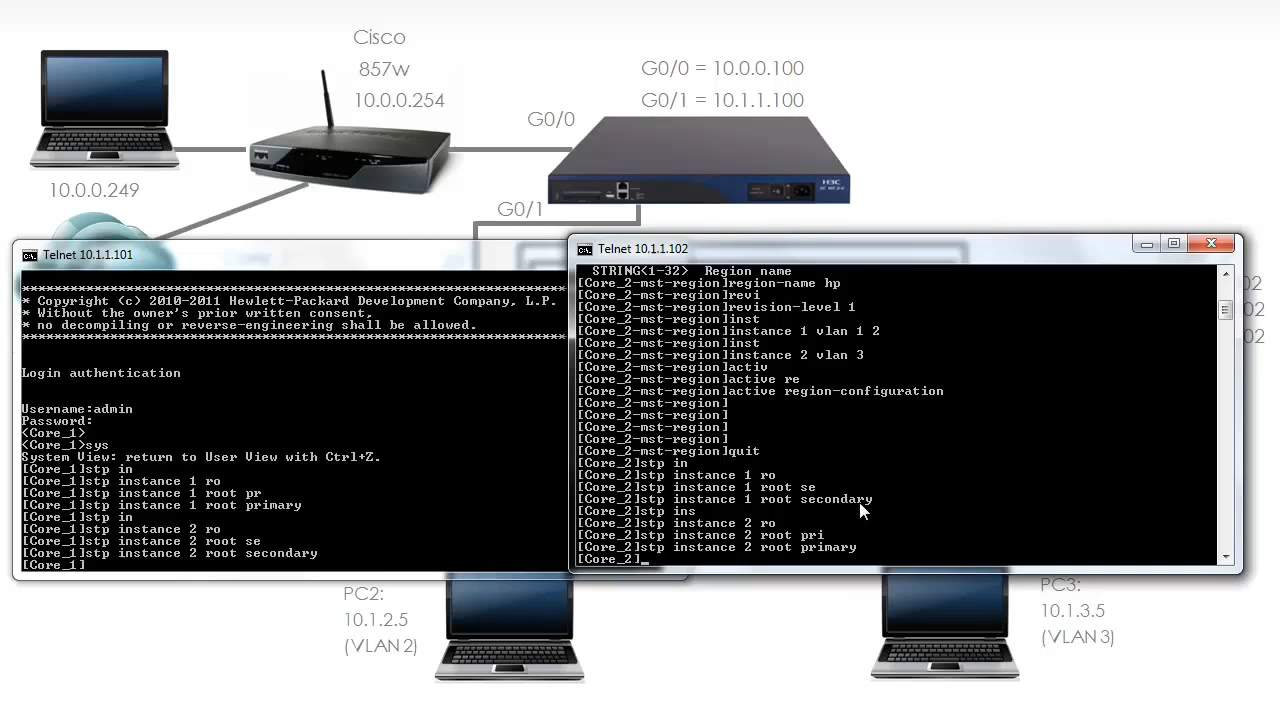 Cisco
857w
10.0.0.254
G0/0 = 10.0.0.100
G0/1 = 10.1.1.100
G0/0
10.0.0.249
H3C
G0/1
Telnet 10.1.1.101
****************************************************************
* Copyright (c) 2010-2011 Hewlett-Packard Development Company, L.P.
* Without the owner's prior written consent,
* no decompiling or reverse-engineering shall be allowed.
****************************************************************
Login authentication
Username:admin
Password:
<Core_1>
<Core_1>sys
System View: return to User View with Ctrl+Z.
[Core_1]stp in
[Core_1]stp instance 1 ro
[Core_1]stp instance 1 root pr
[Core_1]stp instance 1 root primary
[Core_1]stp in
[Core_1]stp instance 2 ro
[Core_1]stp instance 2 root se
[Core_1]stp instance 2 root secondary
[Core_1]
Telnet 10.1.1.102
STRING<1-32>  Region name
[Core_2-mst-region]region-name hp
[Core_2-mst-region]revi
[Core_2-mst-region]revision-level 1
[Core_2-mst-region]inst
[Core_2-mst-region]instance 1 vlan 1 2
[Core_2-mst-region]inst
[Core_2-mst-region]instance 2 vlan 3
[Core_2-mst-region]activ
[Core_2-mst-region]active re
[Core_2-mst-region]active region-configuration
[Core_2-mst-region]
[Core_2-mst-region]
[Core_2-mst-region]
[Core_2-mst-region]
[Core_2-mst-region]quit
[Core_2]stp in
[Core_2]stp instance 1 ro
[Core_2]stp instance 1 root se
[Core_2]stp instance 1 root secondary
[Core_2]stp ins
[Core_2]stp instance 2 ro
[Core_2]stp instance 2 root pri
[Core_2]stp instance 2 root primary
[Core_2]_
02
02
02
PC2:
10.1.2.5
(VLAN 2)
PC3:
10.1.3.5
(VLAN 3)